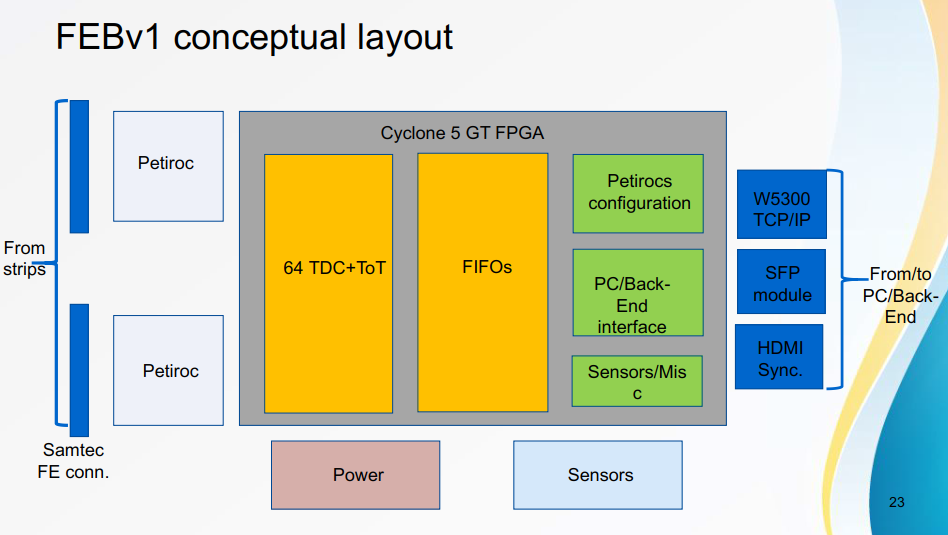 FEBv1 conceptual layout
Cyclone 5 GT FPGA
Petiroc
Petirocs
configuration
W5300
TCP/IP
From
strips
64 TDC+ToT
FIFOs
PC/Back-
End
interface
SFP
module
From/to
PC/Back-
End
Petiroc
Sensors/Mis
c
HDMI
Sync.
Samtec
FE conn.
Power
Sensors
23